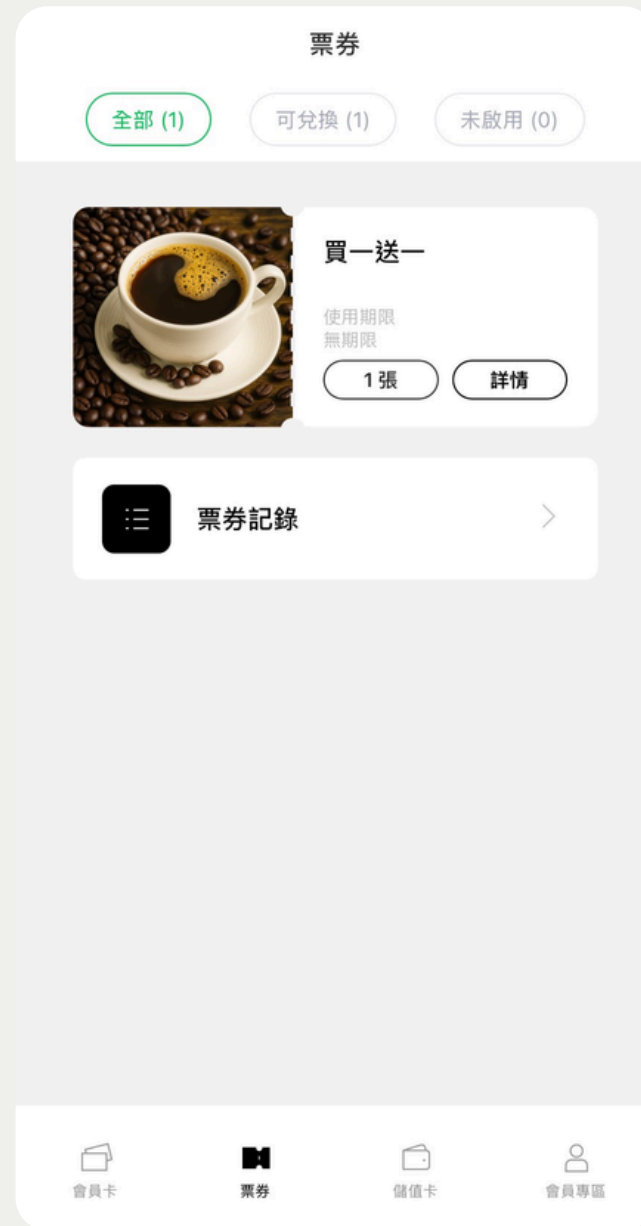 票券
全部 (1)
可兌換 (1)
未啟用 (0)
買一送一
使用期限
無期限
1 張
詳情
票券記錄
會員卡
票券
儲值卡
會員專區